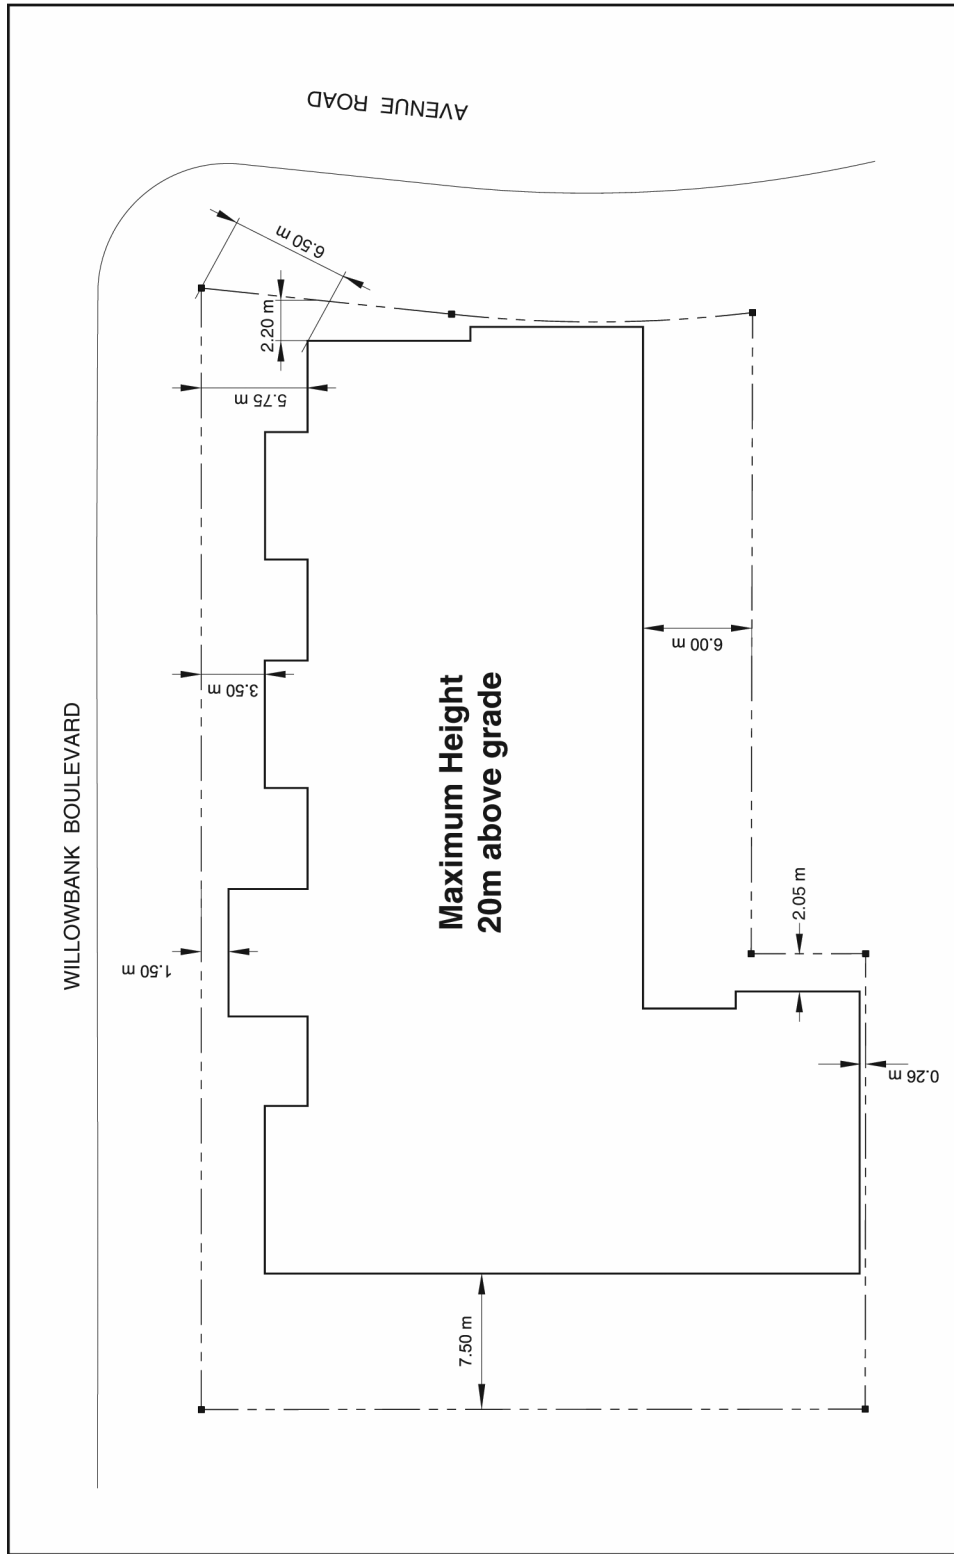 AVENUE ROAD
6.50 m
2.20 m
5.75 m
3.50 m
WILLOWBANK BOULEVARD
Maximum Height
20m above grade
6.00 m
2.05 m
1.50 m
0.26 m
7.50 m